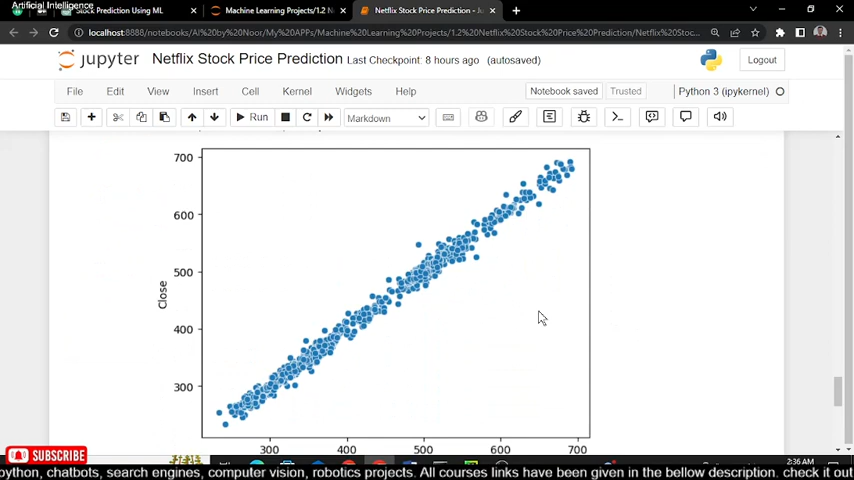 Artificial Intelligence
Stock Prediction Using ML
Machine Learning Projects/1.2 N
Netflix Stock Price Prediction - Ju
localhost:8888/notebooks/AI%20by%20Noor/My%20APPs/Machine%20Learning%20Projects/1.2%20Netflix%20Stock%20Price%20Prediction/Netflix%20Stoc...
jupyter Netflix Stock Price Prediction Last Checkpoint: 8 hours ago (autosaved)
Logout
File Edit View Insert Cell Kernel Widgets Help
Notebook saved Trusted Python 3 (ipykernel)
Run Markdown
700
600
500
400
300
Close
300 400 500 600 700
SUBSCRIBE
2:36 AM
python, chatbots, search engines, computer vision, robotics projects. All courses links have been given in the bellow description. check it out